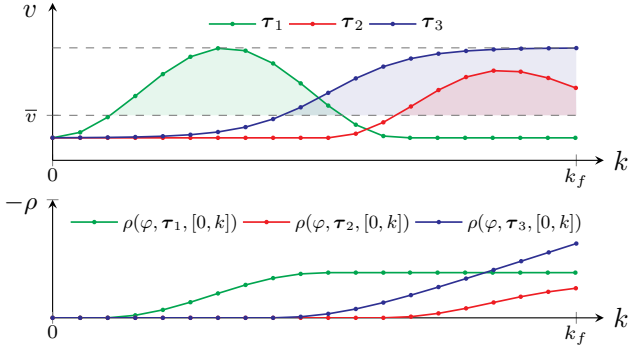 v
τ₁ τ₂ τ₃
v̅
0 k_f k
−ρ
ρ(φ, τ₁, [0, k]) ρ(φ, τ₂, [0, k]) ρ(φ, τ₃, [0, k])
0 k_f k